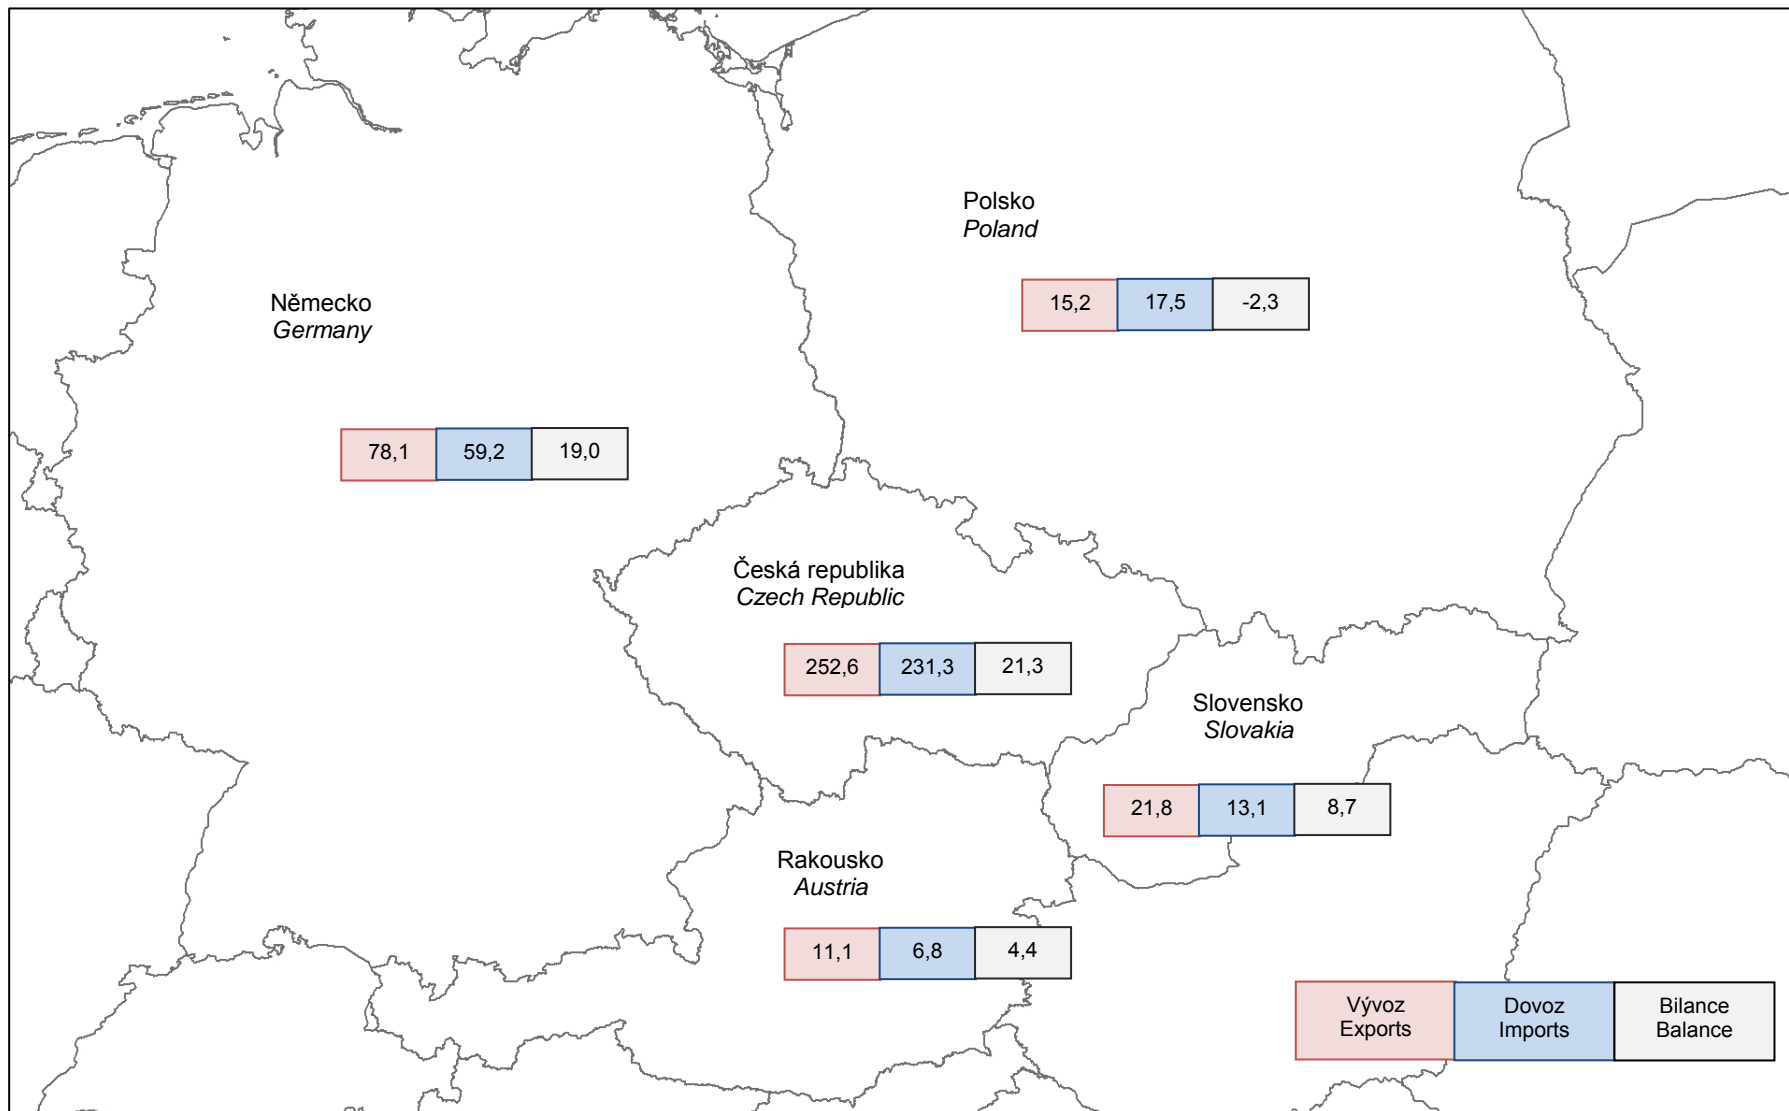 Polsko
Poland
15,2 17,5 -2,3
Německo
Germany
78,1 59,2 19,0
Česká republika
Czech Republic
252,6 231,3 21,3
Slovensko
Slovakia
21,8 13,1 8,7
Rakousko
Austria
11,1 6,8 4,4
Vývoz Dovoz Bilance
Exports Imports Balance